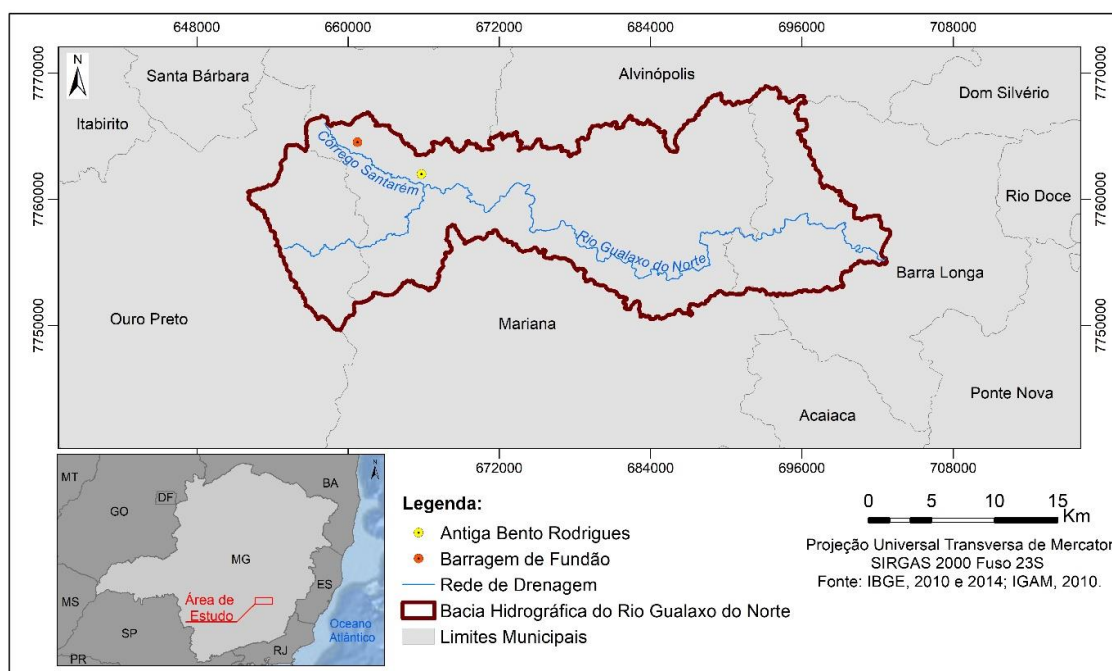 648000
660000
672000
684000
696000
708000
7770000
7770000
N
Santa Bárbara
Alvinópolis
Dom Silvério
Itabirito
Córrego Santarém
7760000
7760000
Rio Doce
Rio Gualaxo do Norte
Barra Longa
Ouro Preto
Mariana
7750000
7750000
Ponte Nova
Acaiaca
672000
684000
696000
708000
N
MT
BA
DF
GO
MG
MS
ES
Área de
Estudo
SP
Oceano
Atlântico
RJ
PR
Legenda:
Antiga Bento Rodrigues
Barragem de Fundão
Rede de Drenagem
Bacia Hidrográfica do Rio Gualaxo do Norte
Limites Municipais
0 5 10 15
Km
Projeção Universal Transversa de Mercator
SIRGAS 2000 Fuso 23S
Fonte: IBGE, 2010 e 2014; IGAM, 2010.